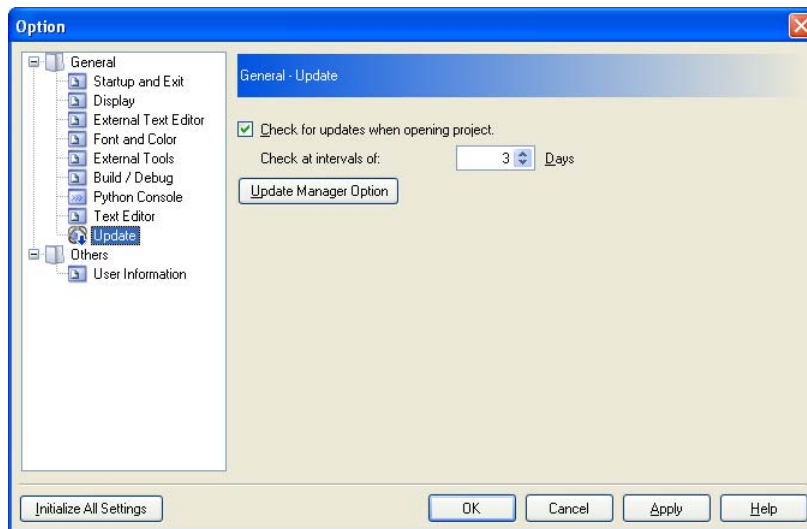 Option
General
Startup and Exit
Display
External Text Editor
Font and Color
External Tools
Build / Debug
Python Console
Text Editor
Update
Others
User Information
General - Update
Check for updates when opening project.
Check at intervals of: 3 Days
Update Manager Option
Initialize All Settings OK Cancel Apply Help